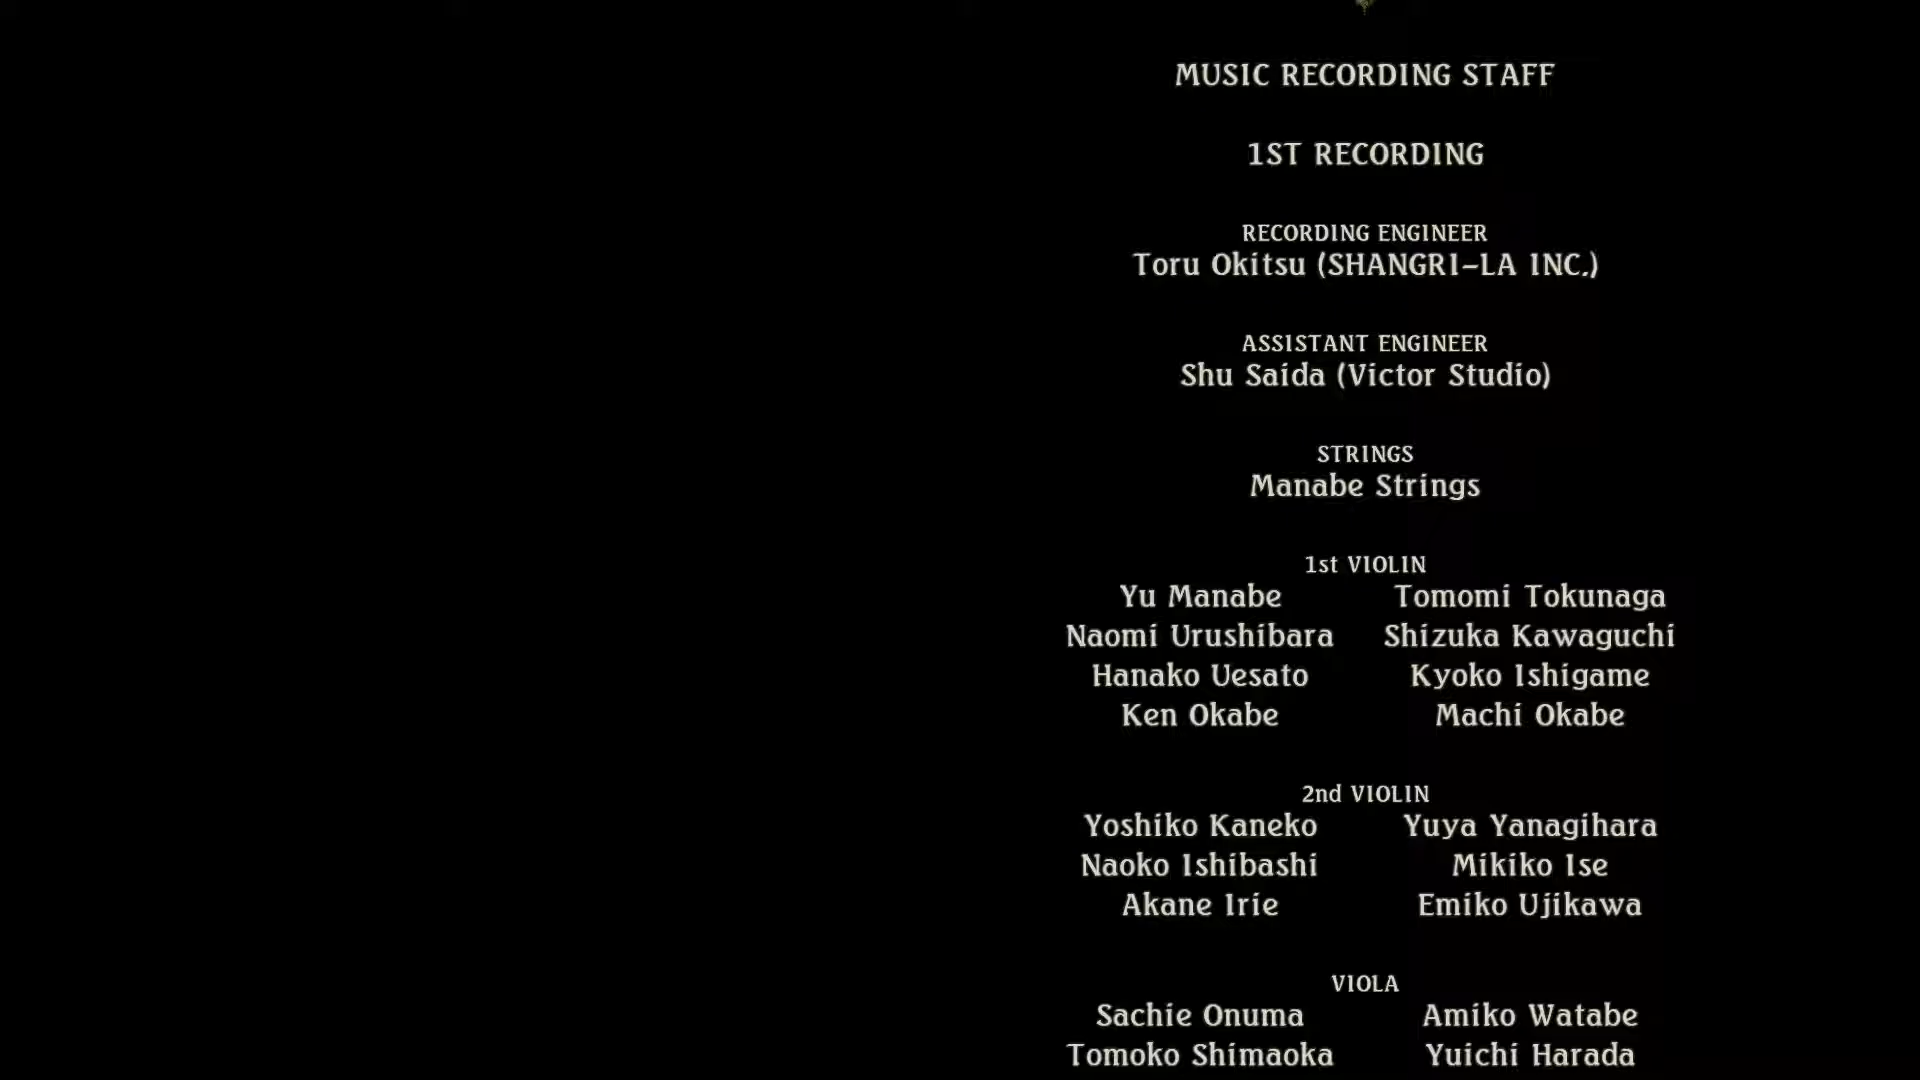 MUSIC RECORDING STAFF
1ST RECORDING
RECORDING ENGINEER
Toru Okitsu (SHANGRI-LA INC.)
ASSISTANT ENGINEER
Shu Saida (Victor Studio)
STRINGS
Manabe Strings
1st VIOLIN
Yu Manabe Tomomi Tokunaga
Naomi Urushibara Shizuka Kawaguchi
Hanako Uesato Kyoko Ishigame
Ken Okabe Machi Okabe
2nd VIOLIN
Yoshiko Kaneko Yuya Yanagihara
Naoko Ishibashi Mikiko Ise
Akane Irie Emiko Ujikawa
VIOLA
Sachie Onuma Amiko Watabe
Tomoko Shimaoka Yuichi Harada